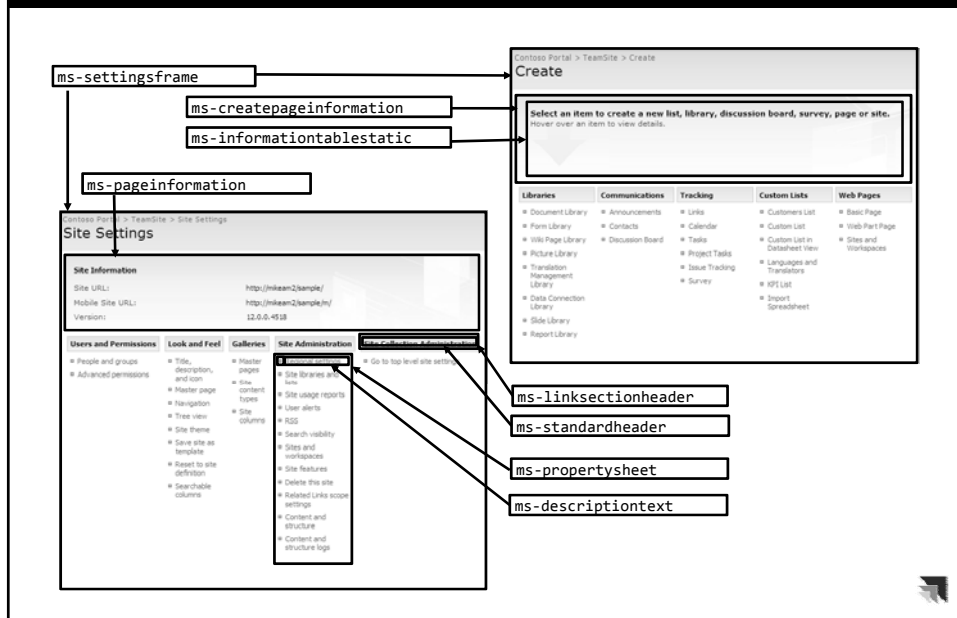 ms-settingsframe
ms-createpageinformation
ms-informationtablestatic
ms-pageinformation
Contoso Portal > TeamSite > Create
Create
Select an item to create a new list, library, discussion board, survey, page or site.
Hover over an item to view details.
Libraries
Document Library
Form Library
Wiki Page Library
Picture Library
Translation
Management
Library
Data Connection
Library
Slide Library
Report Library
Communications
Announcements
Contacts
Discussion Board
Tracking
Links
Calendar
Tasks
Project Tasks
Issue Tracking
Survey
Custom Lists
Customers List
Custom List
Custom List in
Datasheet View
Languages and
Translators
KPI List
Import
Spreadsheet
Web Pages
Basic Page
Web Part Page
Sites and
Workspaces
Contoso Portal > TeamSite > Site Settings
Site Settings
Site Information
Site URL: http://mikeam2/sample/
Mobile Site URL: http://mikeam2/sample/m/
Version: 12.0.0.4518
Users and Permissions
People and groups
Advanced permissions
Look and Feel
Title,
description,
and icon
Master page
Navigation
Tree view
Site theme
Save site as
template
Reset to site
definition
Searchable
columns
Galleries
Master
pages
Site
content
types
Site
columns
Site Administration
Regional settings
Site libraries and
lists
Site usage reports
User alerts
RSS
Search visibility
Sites and
workspaces
Site features
Delete this site
Related Links scope
settings
Content and
structure
Content and
structure logs
Site Collection Administration
Go to top level site settings
ms-linksectionheader
ms-standardheader
ms-propertysheet
ms-descriptiontext